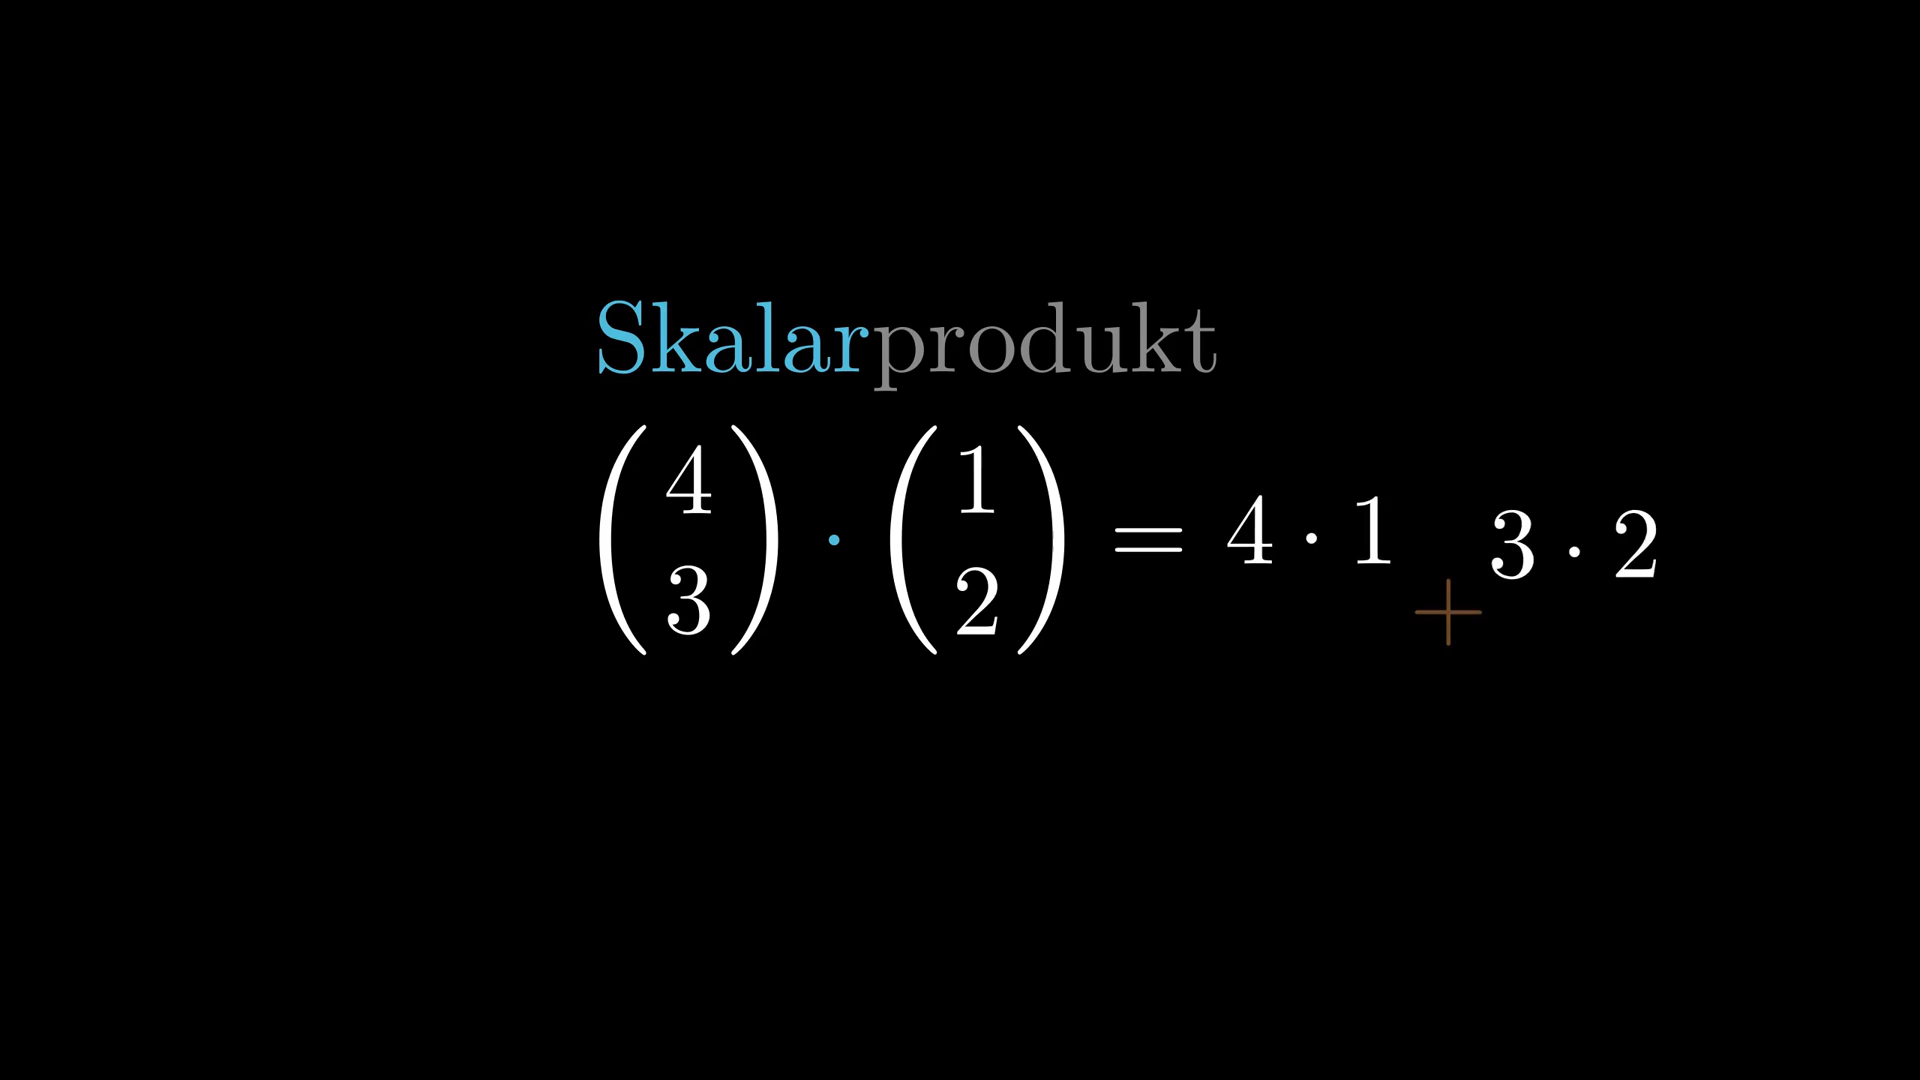 Skalarprodukt
(4 3) · (1 2) = 4 · 1 + 3 · 2